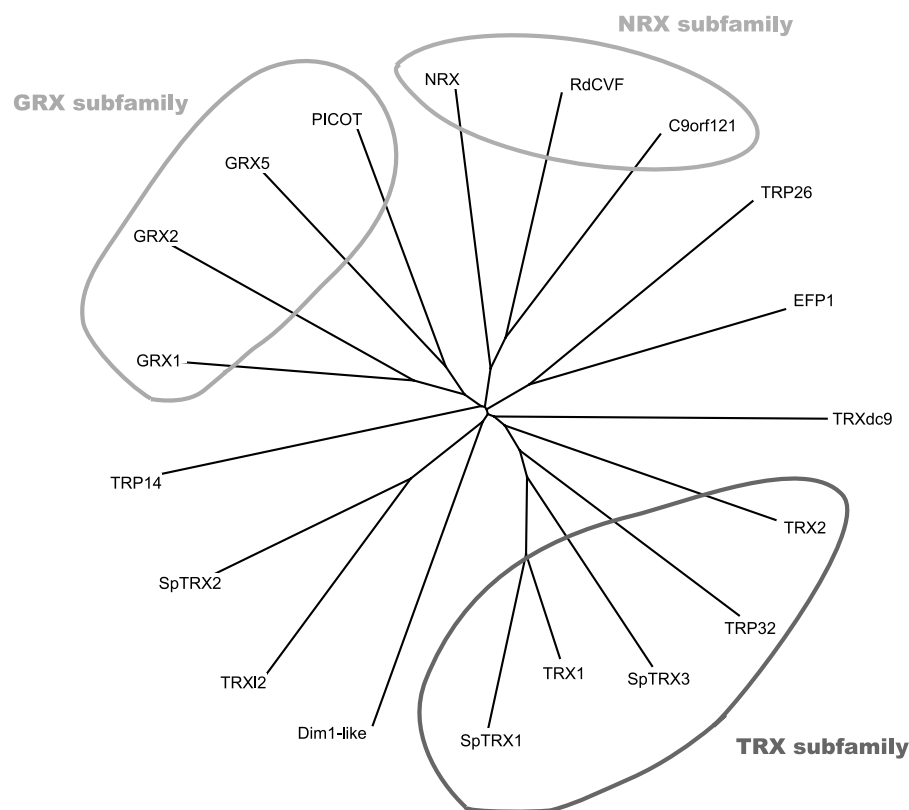 NRX subfamily
NRX
RdCVF
GRX subfamily
PICOT
C9orf121
GRX5
TRP26
GRX2
EFP1
GRX1
TRXdc9
TRP14
TRX2
SpTRX2
TRP32
TRX1
SpTRX3
TRXl2
Dim1-like
SpTRX1
TRX subfamily